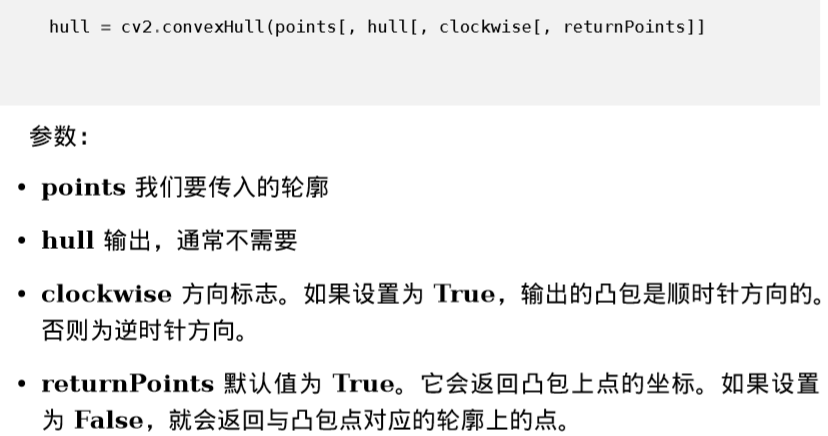 hull = cv2.convexHull(points[, hull[, clockwise[, returnPoints]]
参数：
• points 我们要传入的轮廓
• hull 输出，通常不需要
• clockwise 方向标志。如果设置为 True，输出的凸包是顺时针方向的。
否则为逆时针方向。
• returnPoints 默认值为 True。它会返回凸包上点的坐标。如果设置
为 False，就会返回与凸包点对应的轮廓上的点。